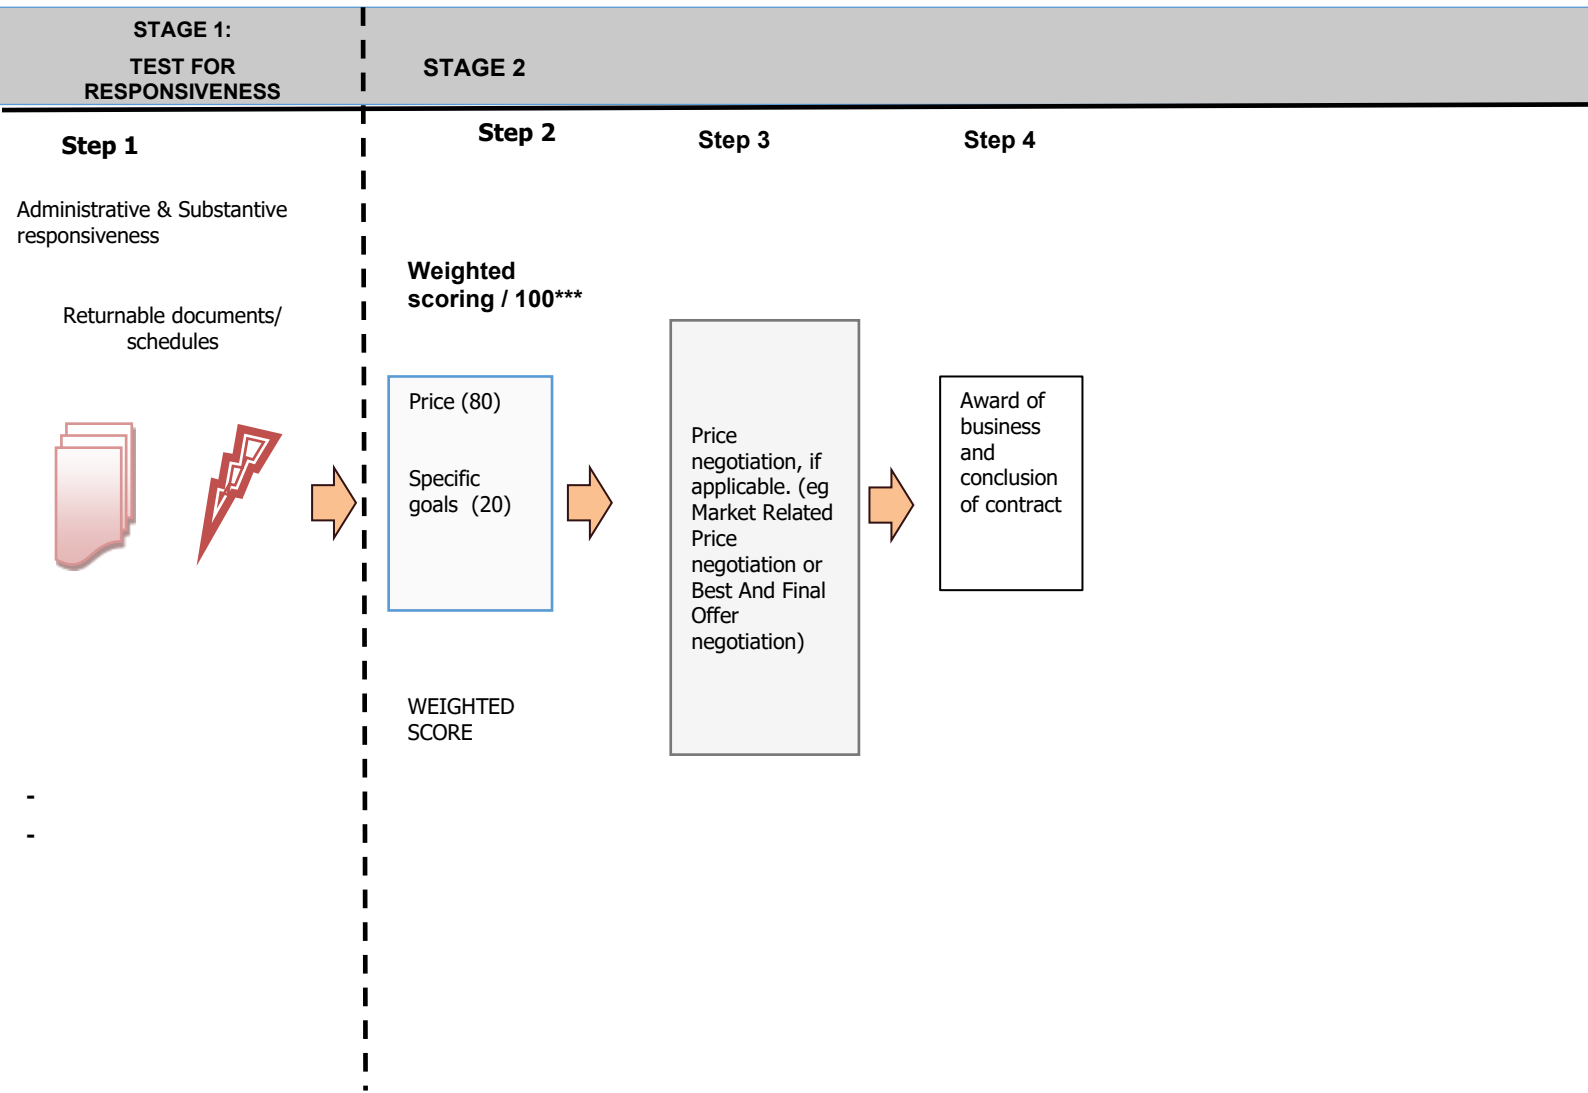 STAGE 1:
TEST FOR
RESPONSIVENESS
STAGE 2
Step 1
Step 2
Step 3
Step 4
Administrative & Substantive
responsiveness
Returnable documents/
schedules
Weighted
scoring / 100***
Price (80)
Specific
goals (20)
WEIGHTED
SCORE
Price
negotiation, if
applicable. (eg
Market Related
Price
negotiation or
Best And Final
Offer
negotiation)
Award of
business
and
conclusion
of contract
-
-